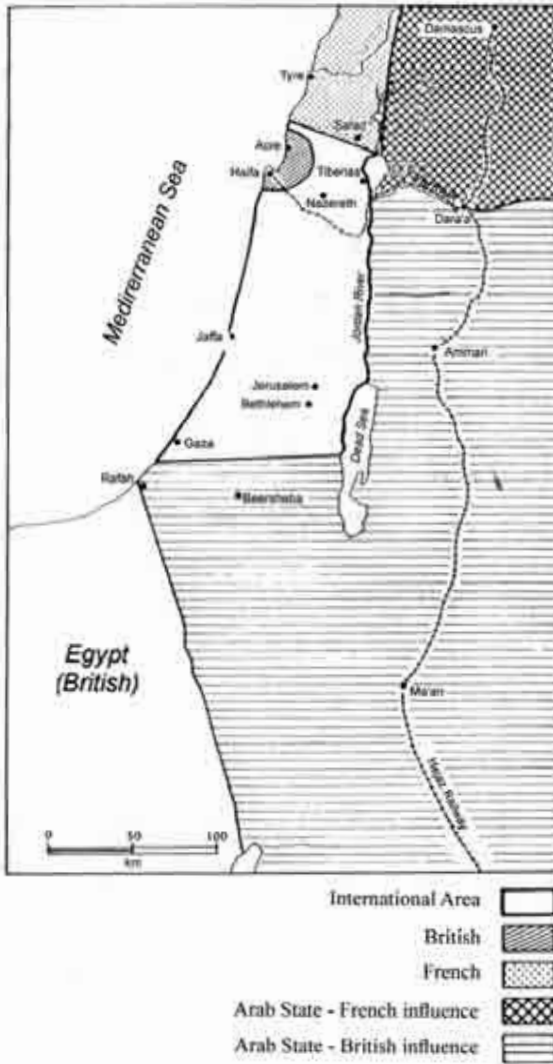 Damascus
Tyre
Safad
Acre
Haifa
Tiberias
Nazareth
Dara'a
Mediterranean Sea
Jordan River
Jaffa
Amman
Jerusalem
Bethlehem
Dead Sea
Gaza
Rafah
Beersheba
Egypt
(British)
Ma'an
Hejaz Railway
0 50 100
km
International Area
British
French
Arab State - French influence
Arab State - British influence